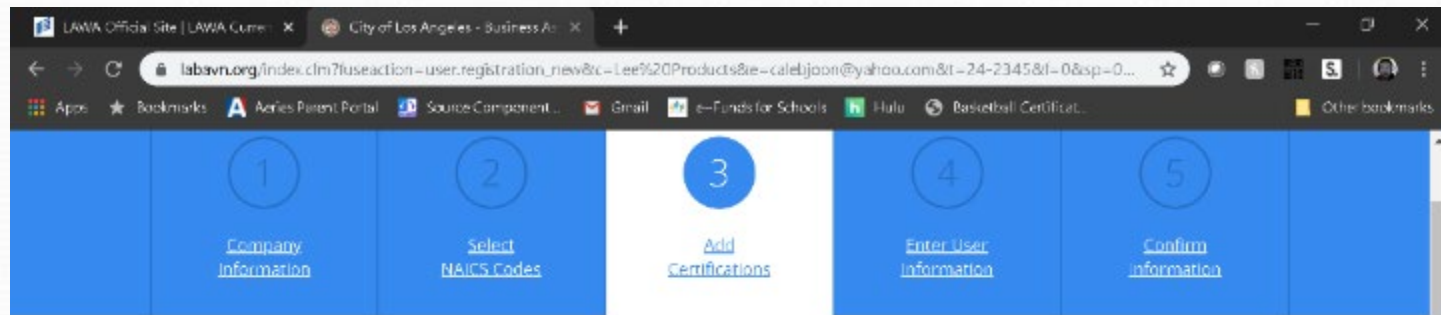 LAWA Official Site | LAWA Curren
City of Los Angeles - Business As
labavn.org/index.cfm?fuseaction=user.registration_new&c=Lee%20Products&e=calebjoon@yahoo.com&t=24-2345&f=0&sp=0...
Apps Bookmarks Aeries Parent Portal Source Component... Gmail e~Funds for Schools Hulu Basketball Certificat... Other bookmarks
1 2 3 4 5
Company Information
Select NAICS Codes
Add Certifications
Enter User Information
Confirm Information